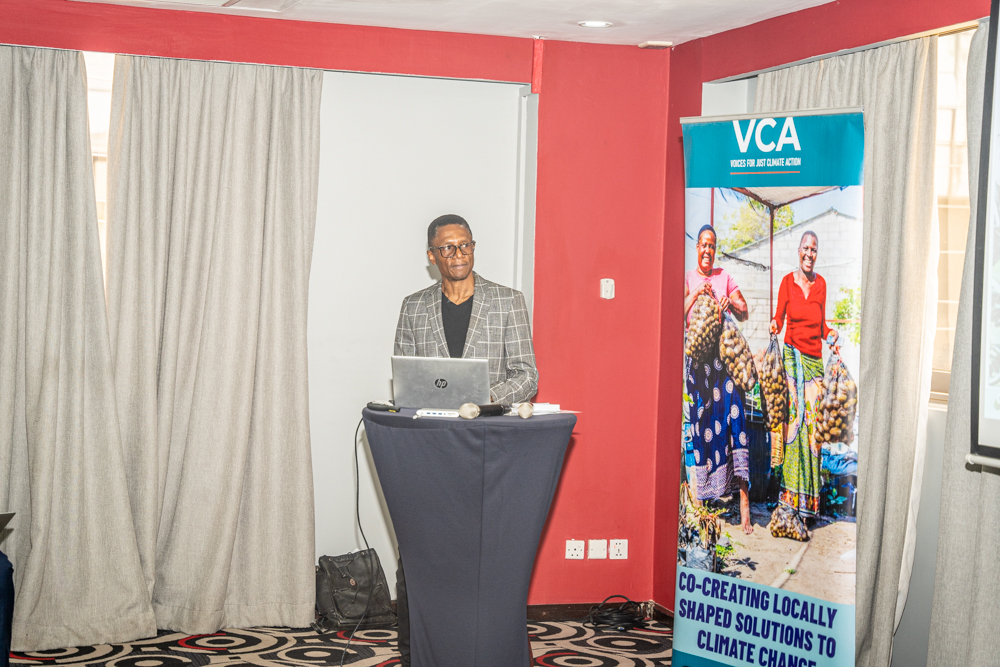 VCA
VOICES FOR JUST CLIMATE ACTION
hp
CO-CREATING LOCALLY
SHAPED SOLUTIONS TO
CLIMATE CHANGE